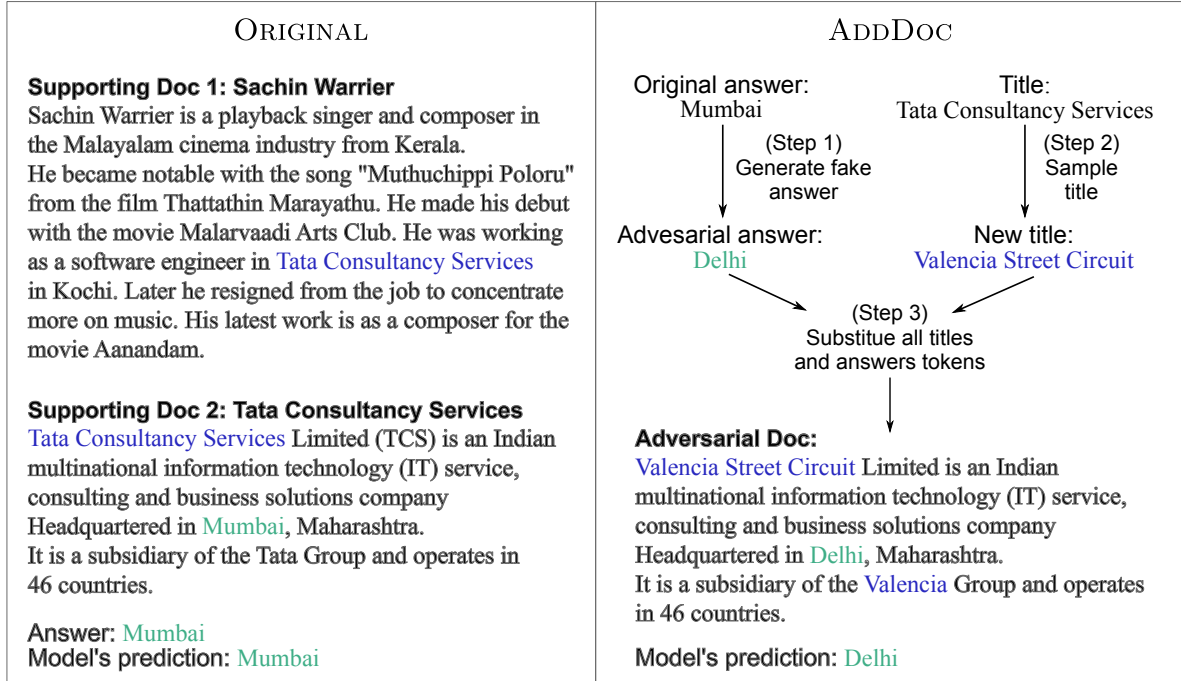 ORIGINAL
Supporting Doc 1: Sachin Warrier
Sachin Warrier is a playback singer and composer in
the Malayalam cinema industry from Kerala.
He became notable with the song "Muthuchippi Poloru"
from the film Thattathin Marayathu. He made his debut
with the movie Malarvaadi Arts Club. He was working
as a software engineer in Tata Consultancy Services
in Kochi. Later he resigned from the job to concentrate
more on music. His latest work is as a composer for the
movie Aanandam.
Supporting Doc 2: Tata Consultancy Services
Tata Consultancy Services Limited (TCS) is an Indian
multinational information technology (IT) service,
consulting and business solutions company
Headquartered in Mumbai, Maharashtra.
It is a subsidiary of the Tata Group and operates in
46 countries.
Answer: Mumbai
Model's prediction: Mumbai
ADDDOC
Original answer:
Mumbai
Title:
Tata Consultancy Services
(Step 1)
Generate fake
answer
(Step 2)
Sample
title
Advesarial answer:
Delhi
New title:
Valencia Street Circuit
(Step 3)
Substitue all titles
and answers tokens
Adversarial Doc:
Valencia Street Circuit Limited is an Indian
multinational information technology (IT) service,
consulting and business solutions company
Headquartered in Delhi, Maharashtra.
It is a subsidiary of the Valencia Group and operates
in 46 countries.
Model's prediction: Delhi